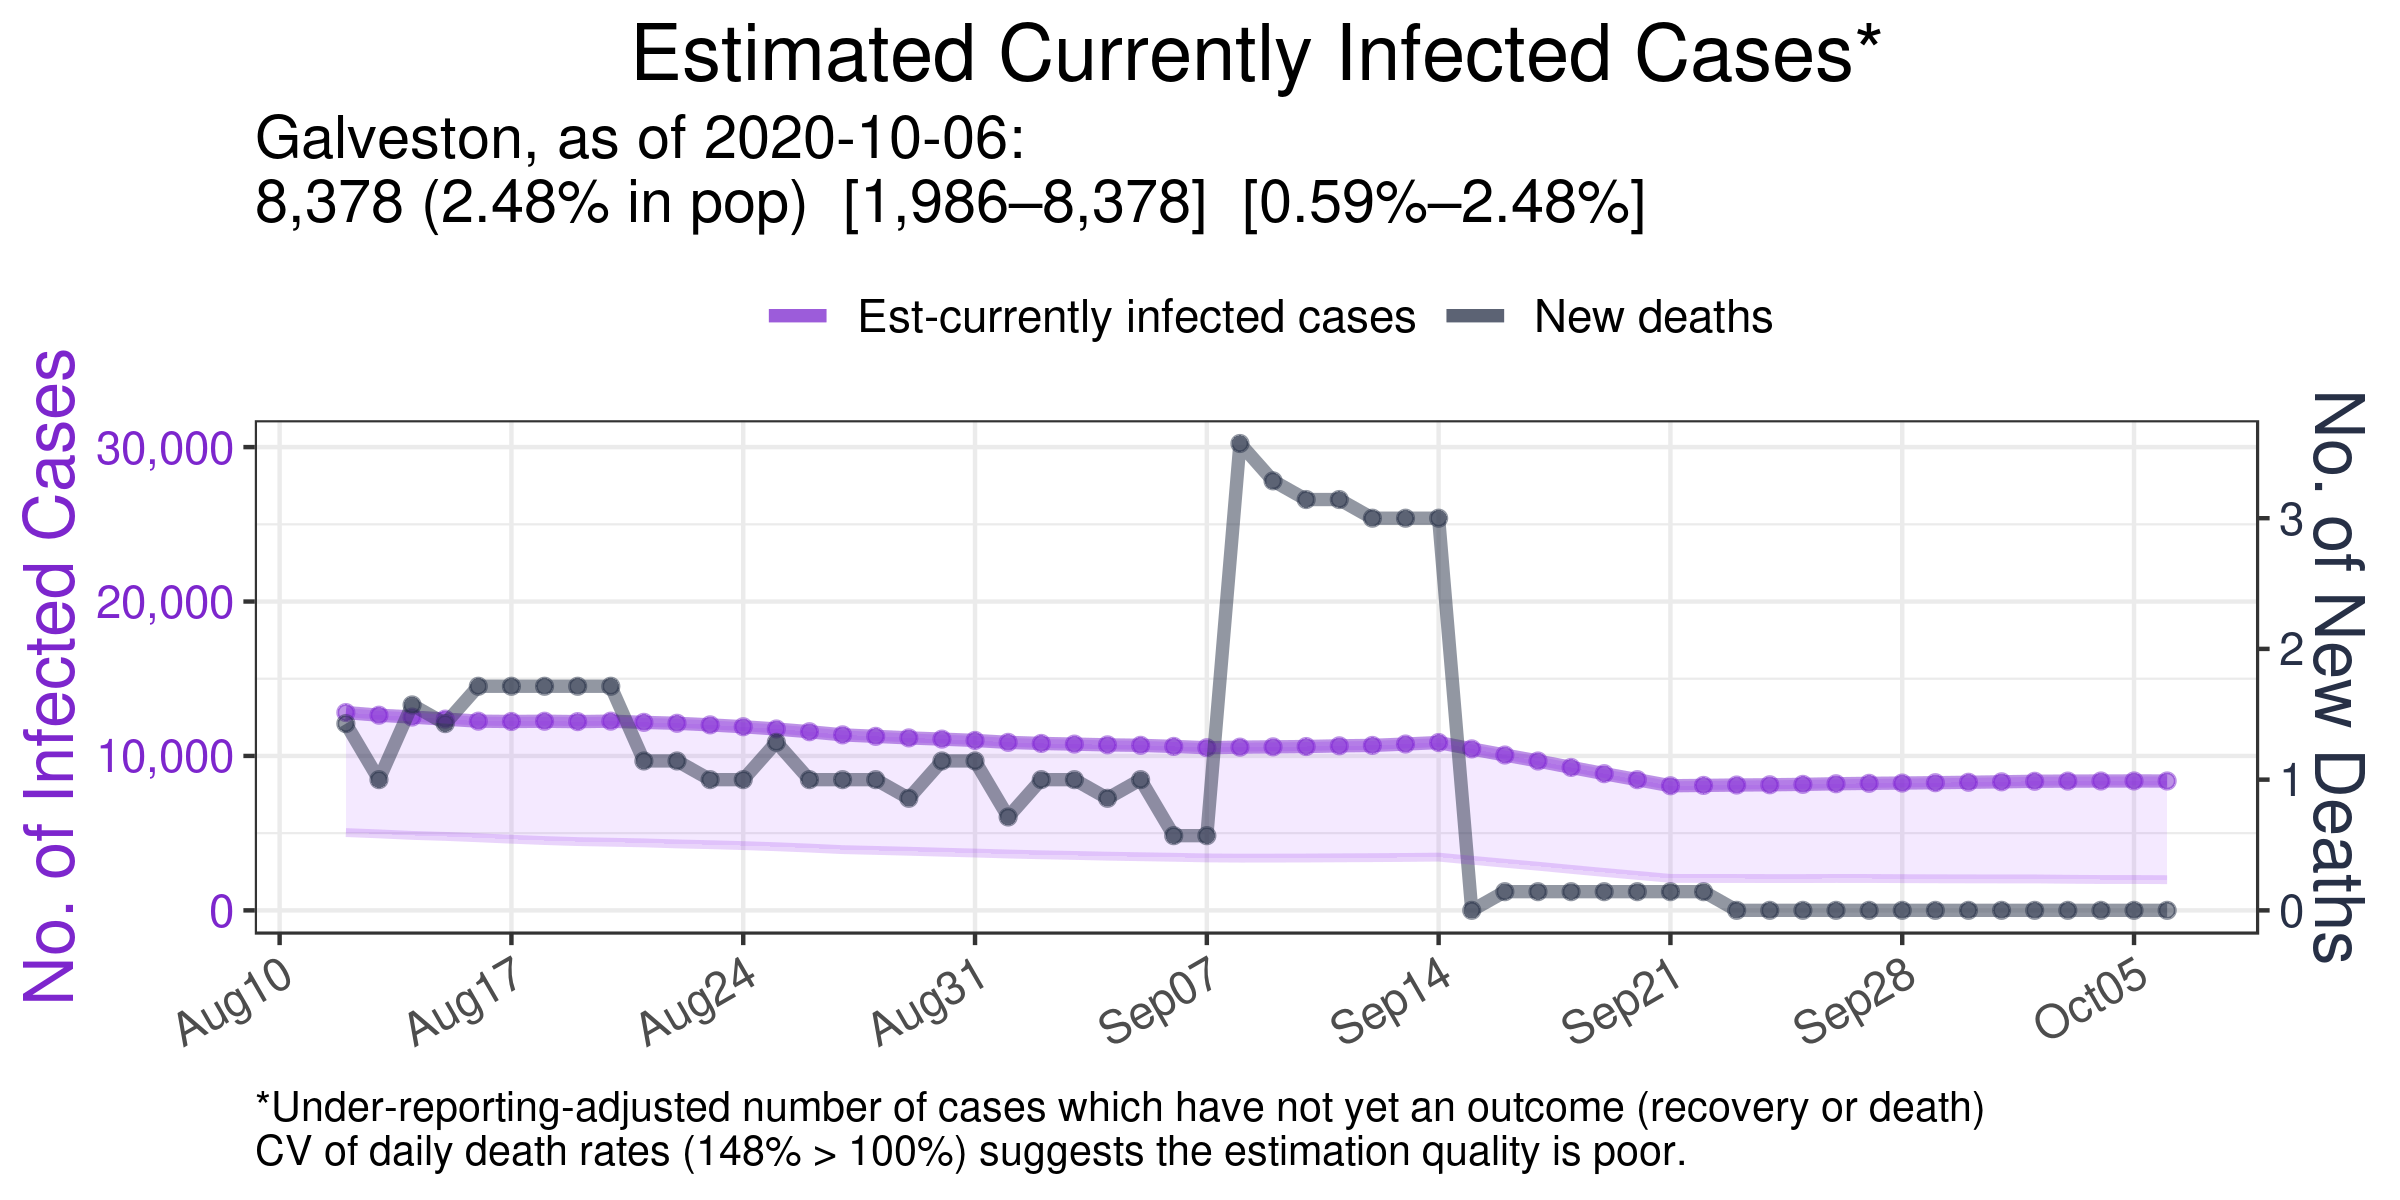 Estimated Currently Infected Cases*
Galveston, as of 2020-10-06:
8,378 (2.48% in pop)  [1,986–8,378]  [0.59%–2.48%]
Est-currently infected cases
New deaths
No. of Infected Cases
30,000
20,000
10,000
0
No. of New Deaths
3
2
1
0
Aug10
Aug17
Aug24
Aug31
Sep07
Sep14
Sep21
Sep28
Oct05
*Under-reporting-adjusted number of cases which have not yet an outcome (recovery or death)
CV of daily death rates (148% > 100%) suggests the estimation quality is poor.